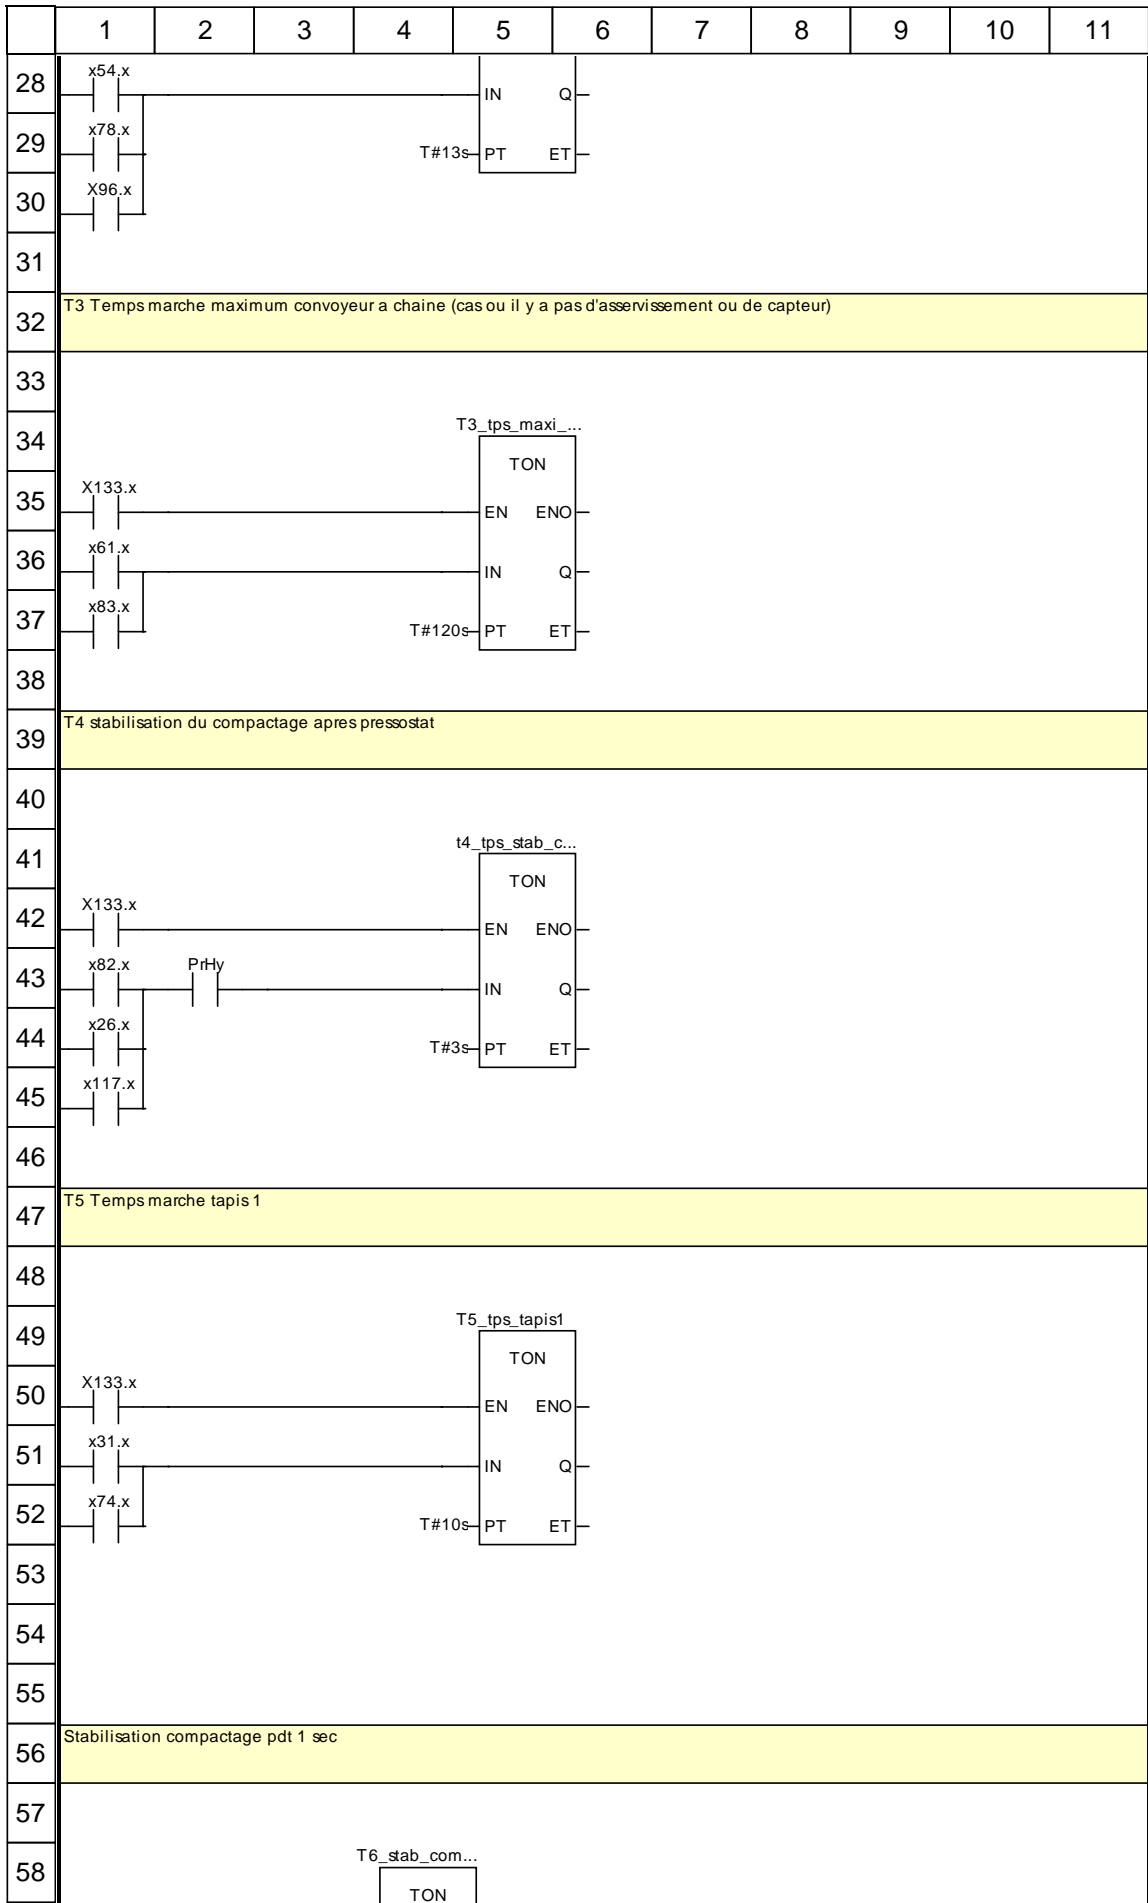 1 2 3 4 5 6 7 8 9 10 11
28 x54.x IN Q
29 x78.x T#13s PT ET
30 X96.x
31
32 T3 Temps marche maximum convoyeur a chaine (cas ou il y a pas d'asservissement ou de capteur)
33
34 T3_tps_maxi_...
TON
35 X133.x EN ENO
36 x61.x IN Q
37 x83.x T#120s PT ET
38
39 T4 stabilisation du compactage apres pressostat
40
41 t4_tps_stab_c...
TON
42 X133.x EN ENO
43 x82.x PrHy IN Q
44 x26.x T#3s PT ET
45 x117.x
46
47 T5 Temps marche tapis 1
48
49 T5_tps_tapis1
TON
50 X133.x EN ENO
51 x31.x IN Q
52 x74.x T#10s PT ET
53
54
55
56 Stabilisation compactage pdt 1 sec
57
58 T6_stab_com...
TON